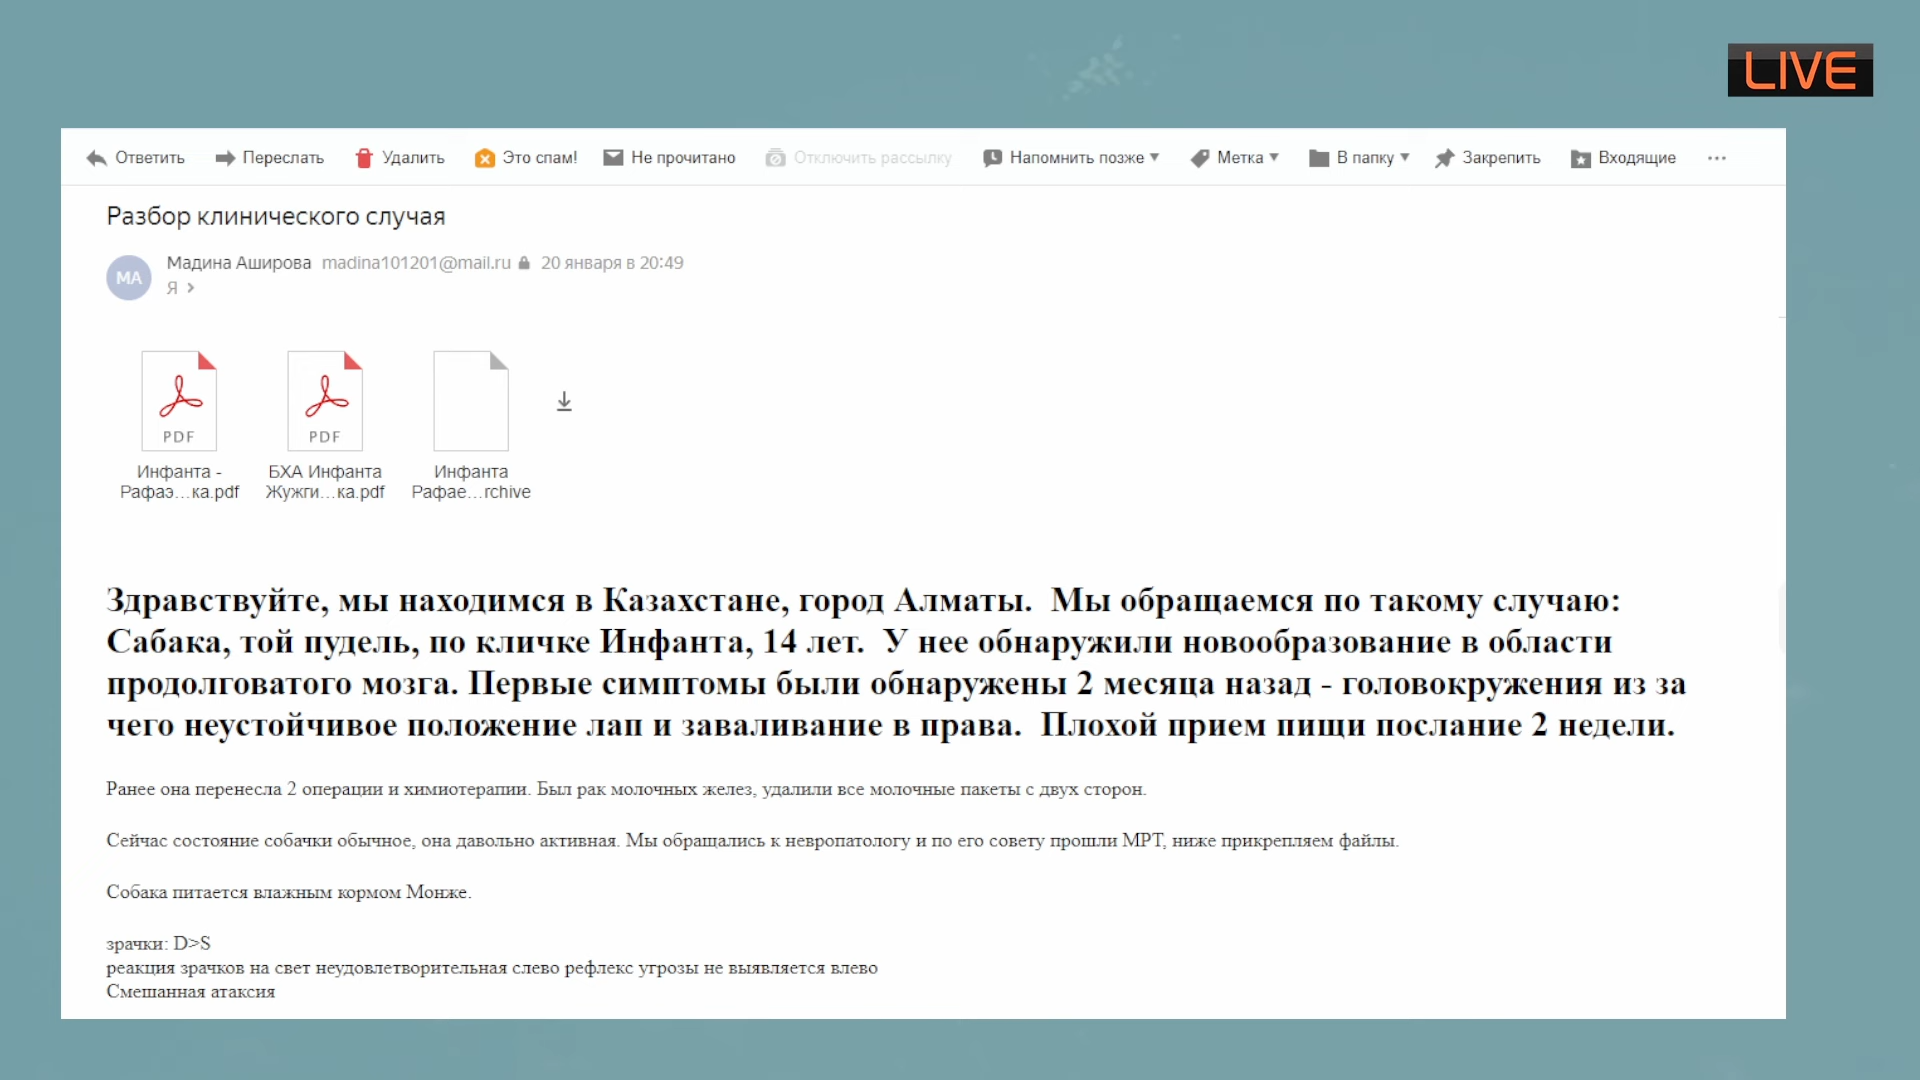 LIVE
Ответить Переслать Удалить Это спам! Не прочитано Отключить рассылку Напомнить позже Метка В папку Закрепить Входящие ...
Разбор клинического случая
МА
Мадина Аширова madina101201@mail.ru 20 января в 20:49
Я
PDF PDF
Инфанта - БХА Инфанта Инфанта
Рафаэ...ка.pdf Жужги...ка.pdf Рафае...rchive
Здравствуйте, мы находимся в Казахстане, город Алматы. Мы обращаемся по такому случаю:
Сабака, той пудель, по кличке Инфанта, 14 лет. У нее обнаружили новообразование в области
продолговатого мозга. Первые симптомы были обнаружены 2 месяца назад - головокружения из за
чего неустойчивое положение лап и заваливание в права. Плохой прием пищи послание 2 недели.
Ранее она перенесла 2 операции и химиотерапии. Был рак молочных желез, удалили все молочные пакеты с двух сторон.
Сейчас состояние собачки обычное, она давольно активная. Мы обращались к невропатологу и по его совету прошли МРТ, ниже прикрепляем файлы.
Собака питается влажным кормом Монже.
зрачки: D>S
реакция зрачков на свет неудовлетворительная слево рефлекс угрозы не выявляется влево
Смешанная атаксия